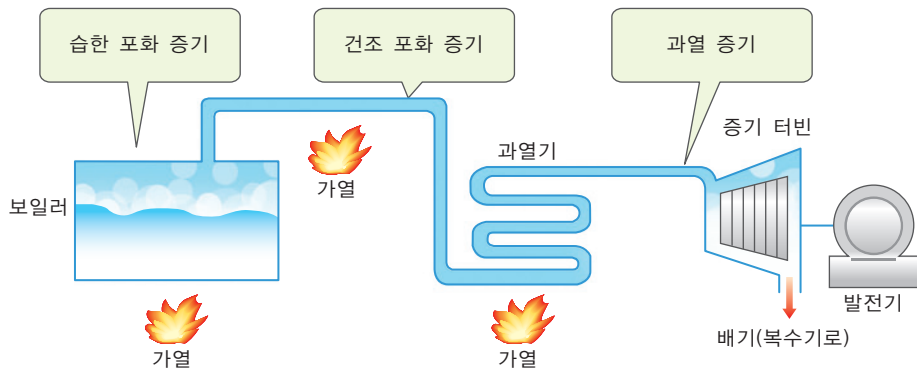 습한 포화 증기
건조 포화 증기
과열 증기
증기 터빈
과열기
가열
보일러
발전기
배기(복수기로)
가열
가열